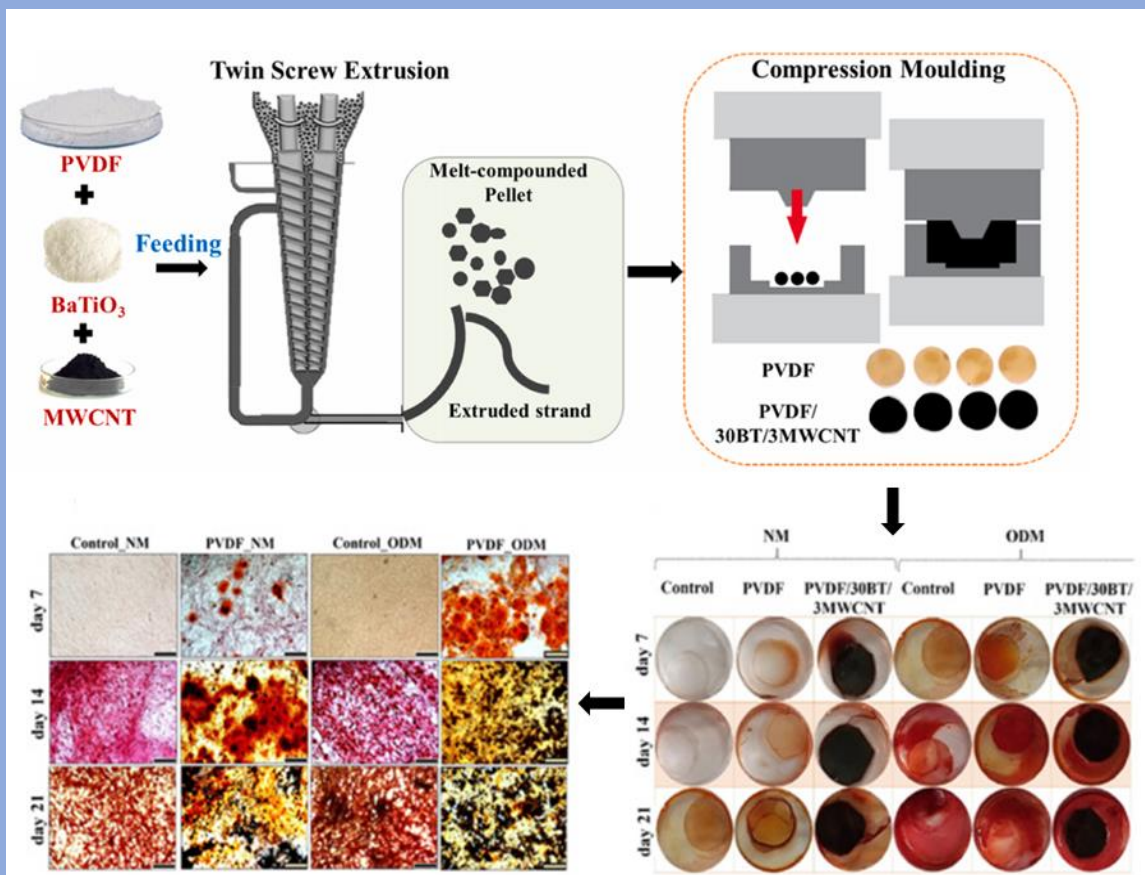 Twin Screw Extrusion
PVDF
+
BaTiO₃
+
MWCNT
Feeding
Melt-compounded
Pellet
Extruded strand
Compression Moulding
PVDF
PVDF/
30BT/3MWCNT
Control_NM
PVDF_NM
Control_ODM
PVDF_ODM
day 7
day 14
day 21
NM
ODM
Control
PVDF
PVDF/30BT/
3MWCNT
Control
PVDF
PVDF/30BT/
3MWCNT
day 7
day 14
day 21